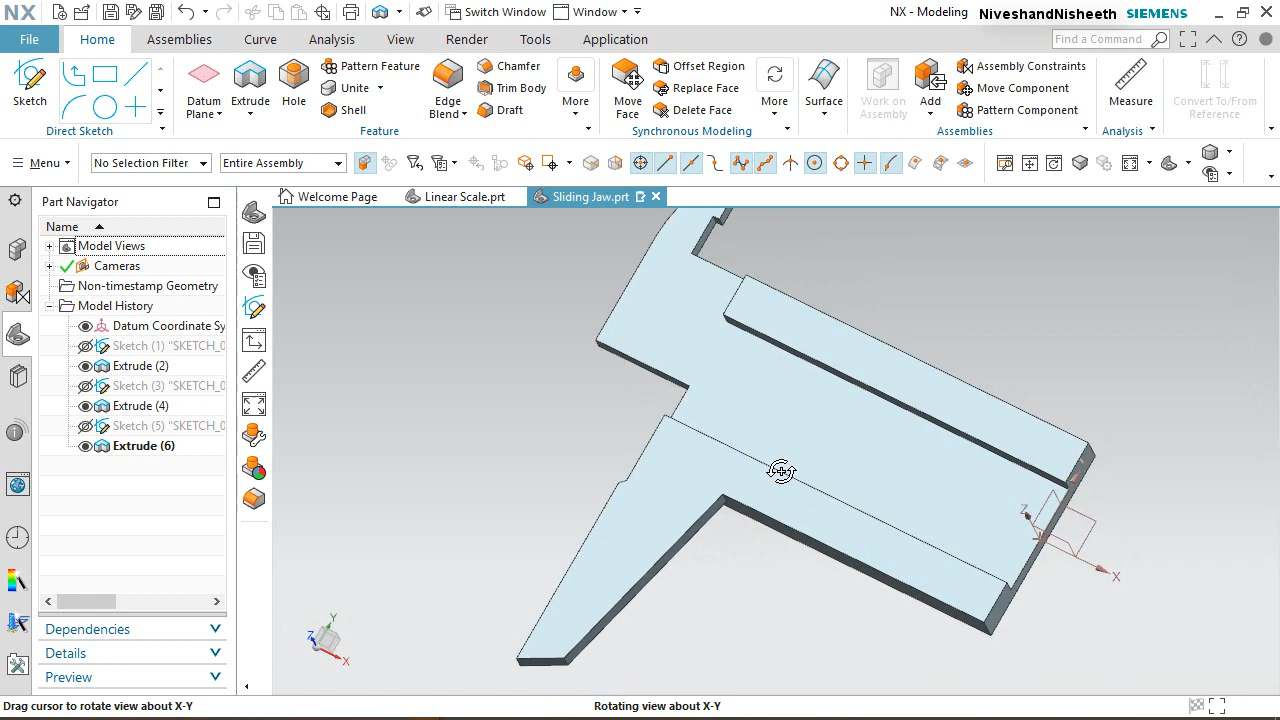 NX
Switch Window
Window
NX - Modeling
NiveshandNisheeth
SIEMENS
File
Home
Assemblies
Curve
Analysis
View
Render
Tools
Application
Find a Command
Sketch
Direct Sketch
Datum Plane
Extrude
Hole
Pattern Feature
Unite
Shell
Edge Blend
Chamfer
Trim Body
Draft
More
Feature
Move Face
Offset Region
Replace Face
Delete Face
More
Synchronous Modeling
Surface
Work on Assembly
Add
Assembly Constraints
Move Component
Pattern Component
Assemblies
Measure
Analysis
Convert To/From Reference
Menu
No Selection Filter
Entire Assembly
Part Navigator
Welcome Page
Linear Scale.prt
Sliding Jaw.prt
Name
Model Views
Cameras
Non-timestamp Geometry
Model History
Datum Coordinate Sy
Sketch (1) "SKETCH_0
Extrude (2)
Sketch (3) "SKETCH_0
Extrude (4)
Sketch (5) "SKETCH_0
Extrude (6)
Z
X
Y
Z
X
Dependencies
Details
Preview
Drag cursor to rotate view about X-Y
Rotating view about X-Y